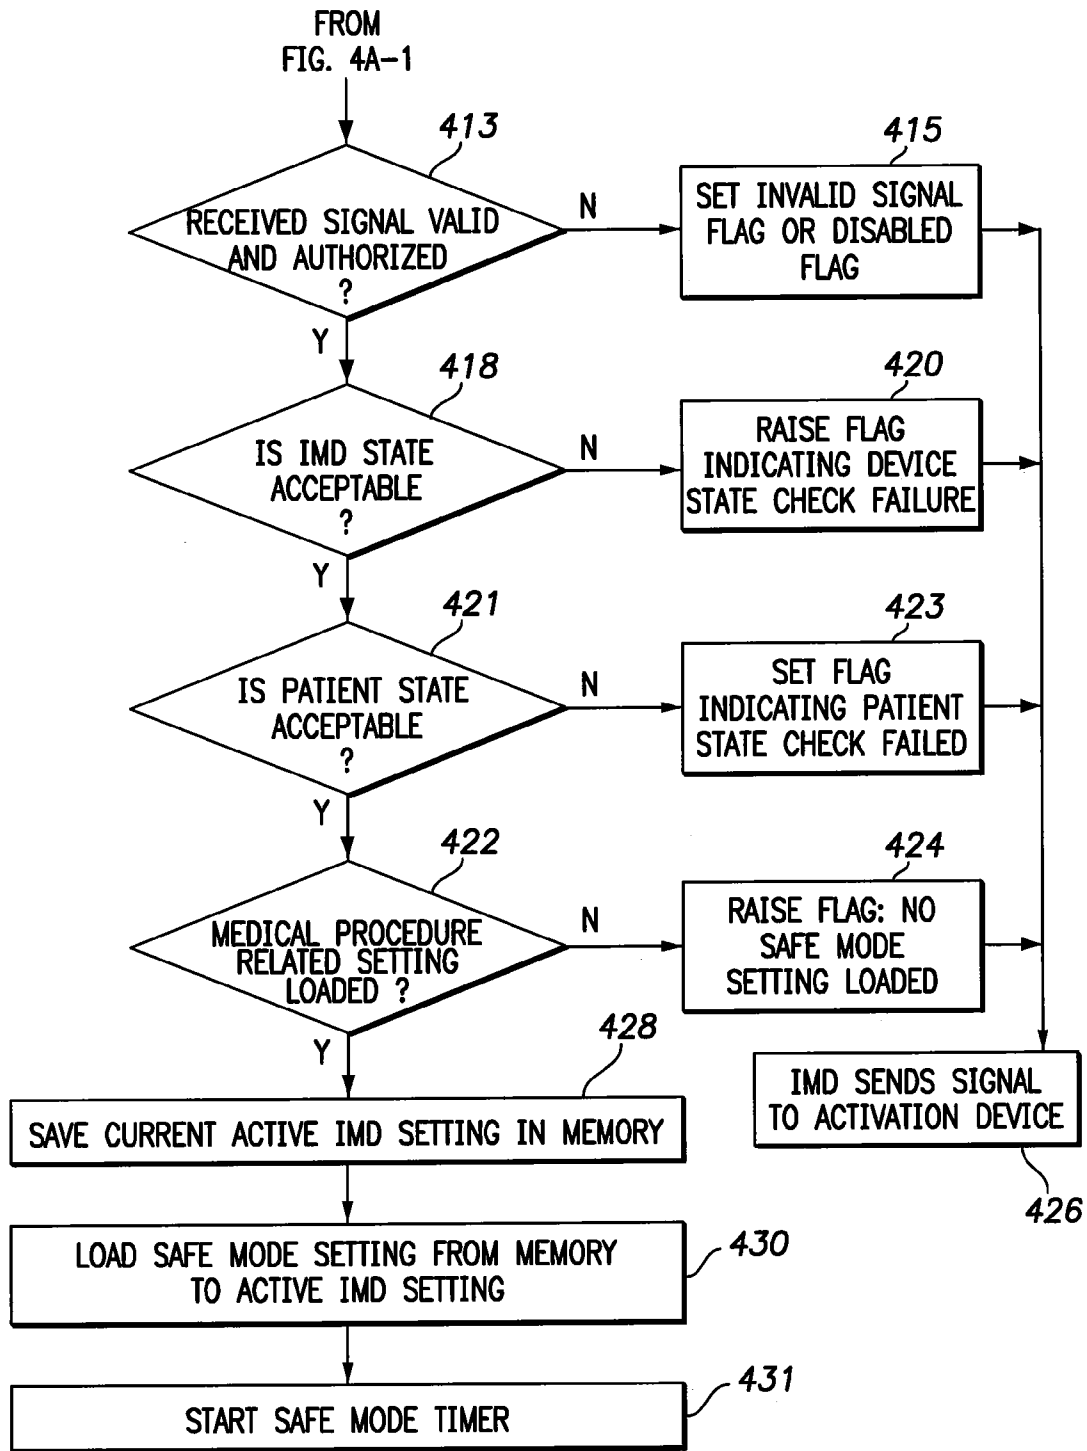 FROM
FIG. 4A-1
413
RECEIVED SIGNAL VALID
AND AUTHORIZED
?
N
Y
415
SET INVALID SIGNAL
FLAG OR DISABLED
FLAG
418
IS IMD STATE
ACCEPTABLE
?
N
Y
420
RAISE FLAG
INDICATING DEVICE
STATE CHECK FAILURE
421
IS PATIENT STATE
ACCEPTABLE
?
N
Y
423
SET FLAG
INDICATING PATIENT
STATE CHECK FAILED
422
MEDICAL PROCEDURE
RELATED SETTING
LOADED ?
N
Y
424
RAISE FLAG: NO
SAFE MODE
SETTING LOADED
IMD SENDS SIGNAL
TO ACTIVATION DEVICE
426
428
SAVE CURRENT ACTIVE IMD SETTING IN MEMORY
LOAD SAFE MODE SETTING FROM MEMORY
TO ACTIVE IMD SETTING
430
START SAFE MODE TIMER
431